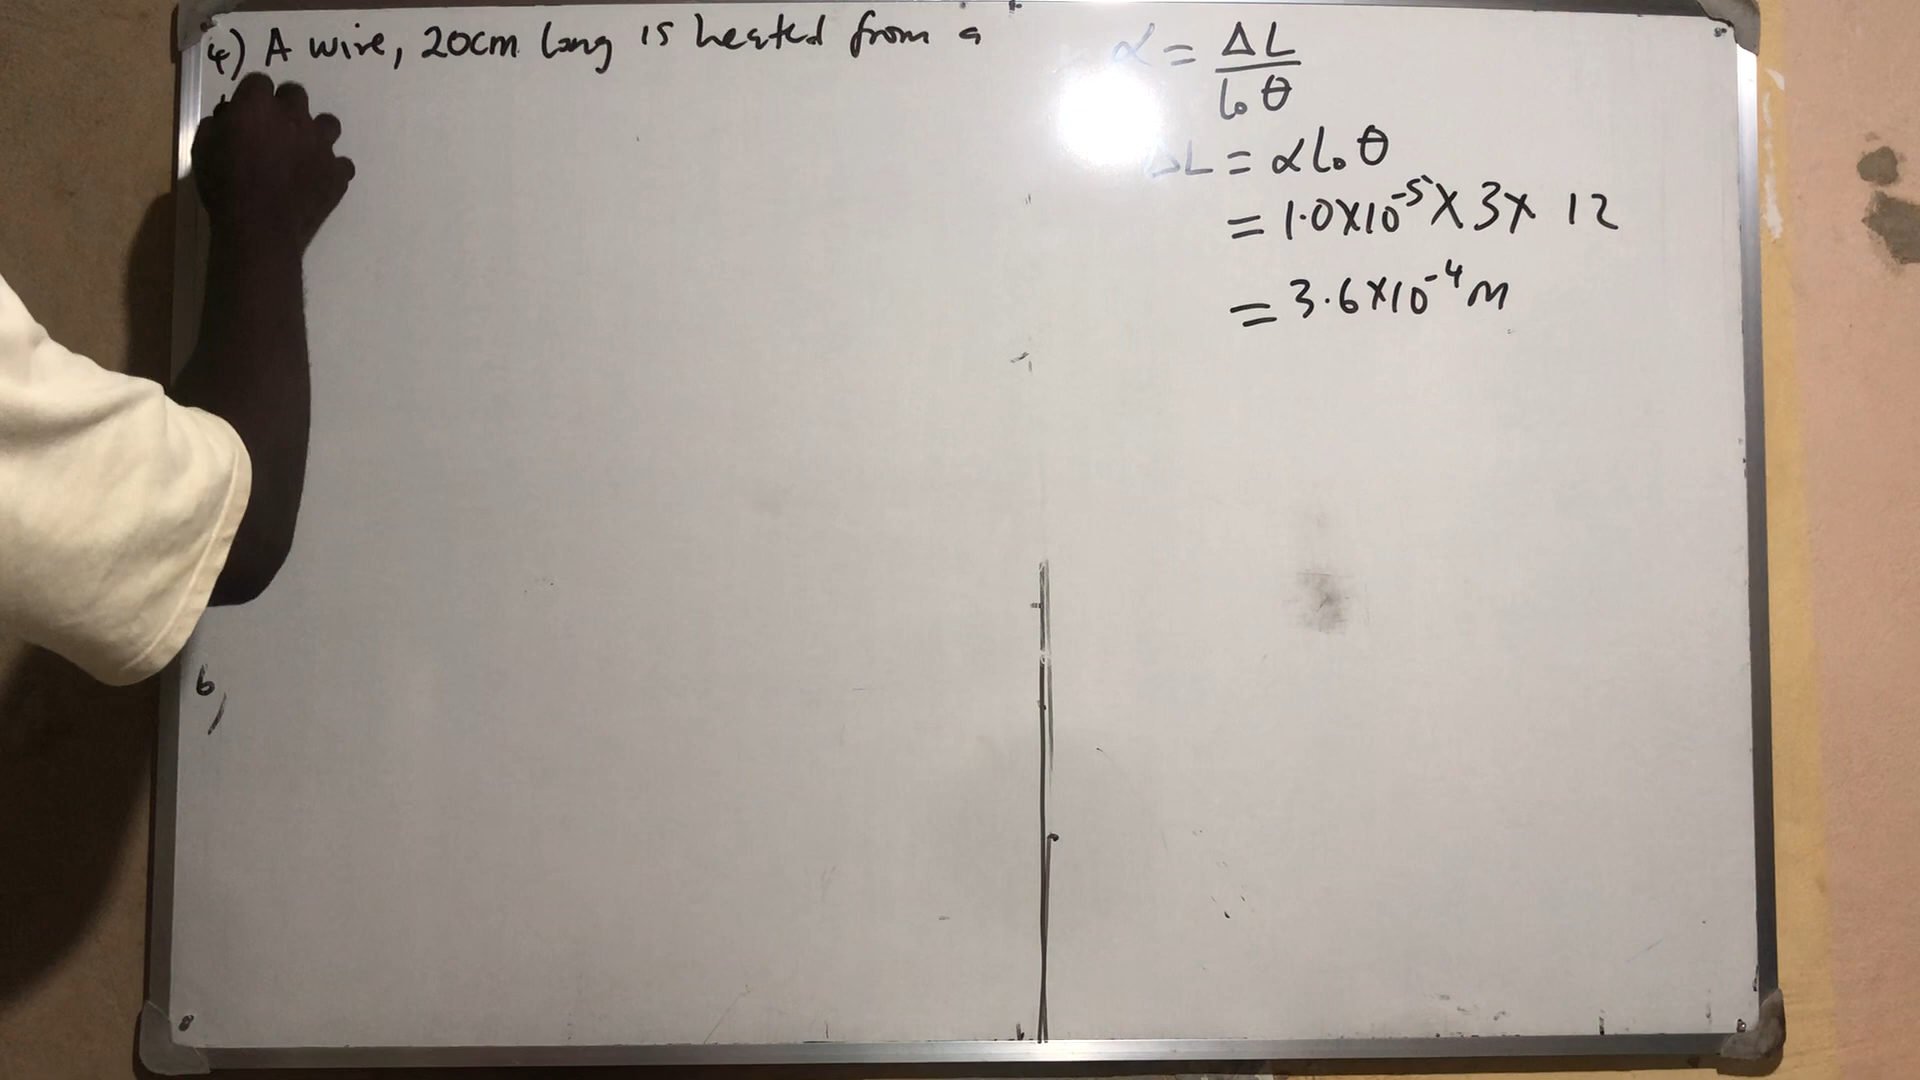 4) A wire, 20cm long is heated from a
6)
α = ΔL / l₀θ
ΔL = αl₀θ
= 1.0×10⁻⁵ × 3 × 12
= 3.6×10⁻⁴ m